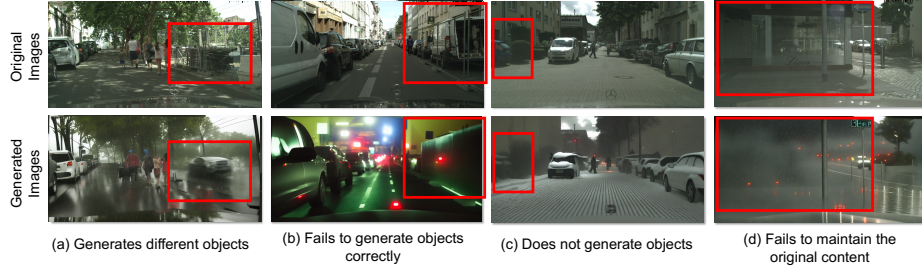 Original
Images
Generated
Images
(a) Generates different objects
(b) Fails to generate objects
correctly
(c) Does not generate objects
(d) Fails to maintain the
original content